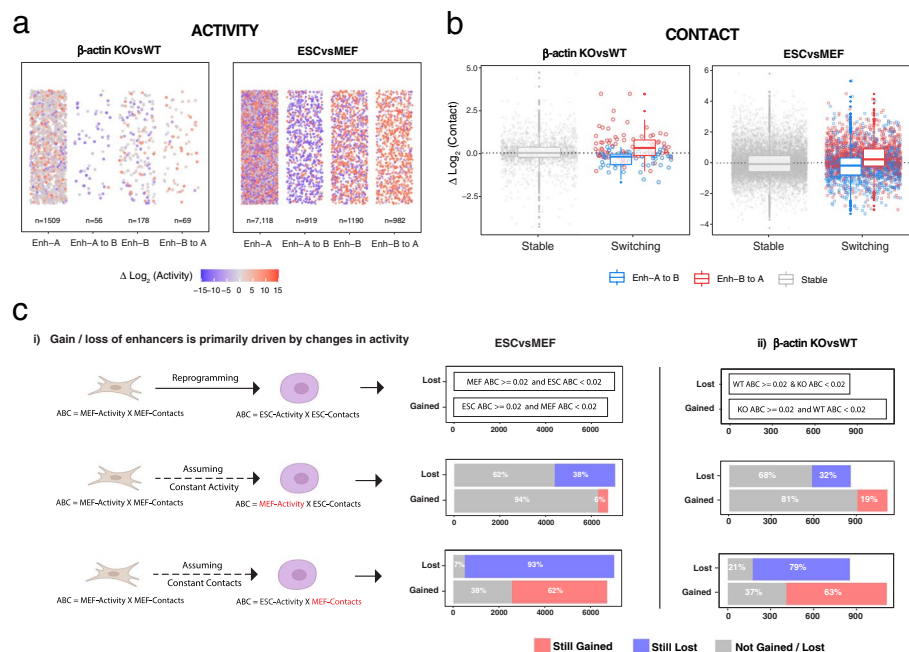 a
ACTIVITY
β-actin KOvsWT
ESCvsMEF
n=1509
n=56
n=178
n=69
n=7,118
n=919
n=1190
n=982
Enh−A
Enh−A to B
Enh−B
Enh−B to A
Enh−A
Enh−A to B
Enh−B
Enh−B to A
Δ Log2 (Activity)
−15−10−5 0 5 10 15
b
CONTACT
β-actin KOvsWT
ESCvsMEF
Δ Log2 (Contact)
5.0
2.5
0.0
−2.5
6
4
2
0
−2
−4
Stable
Switching
Stable
Switching
Enh−A to B
Enh−B to A
Stable
c
i) Gain / loss of enhancers is primarily driven by changes in activity
ESCvsMEF
ii) β-actin KOvsWT
Reprogramming
ABC = MEF-Activity X MEF-Contacts
ABC = ESC-Activity X ESC-Contacts
Lost
MEF ABC >= 0.02 and ESC ABC < 0.02
Gained
ESC ABC >= 0.02 and MEF ABC < 0.02
0 2000 4000 6000
Lost
WT ABC >= 0.02 & KO ABC < 0.02
Gained
KO ABC >= 0.02 and WT ABC < 0.02
0 300 600 900
Assuming
Constant Activity
ABC = MEF-Activity X MEF-Contacts
ABC = MEF-Activity X ESC-Contacts
Lost
62% 38%
Gained
94% 6%
0 2000 4000 6000
Lost
68% 32%
Gained
81% 19%
0 300 600 900
Assuming
Constant Contacts
ABC = MEF-Activity X MEF-Contacts
ABC = ESC-Activity X MEF-Contacts
Lost
7% 93%
Gained
38% 62%
0 2000 4000 6000
Lost
21% 79%
Gained
37% 63%
0 300 600 900
Still Gained
Still Lost
Not Gained / Lost